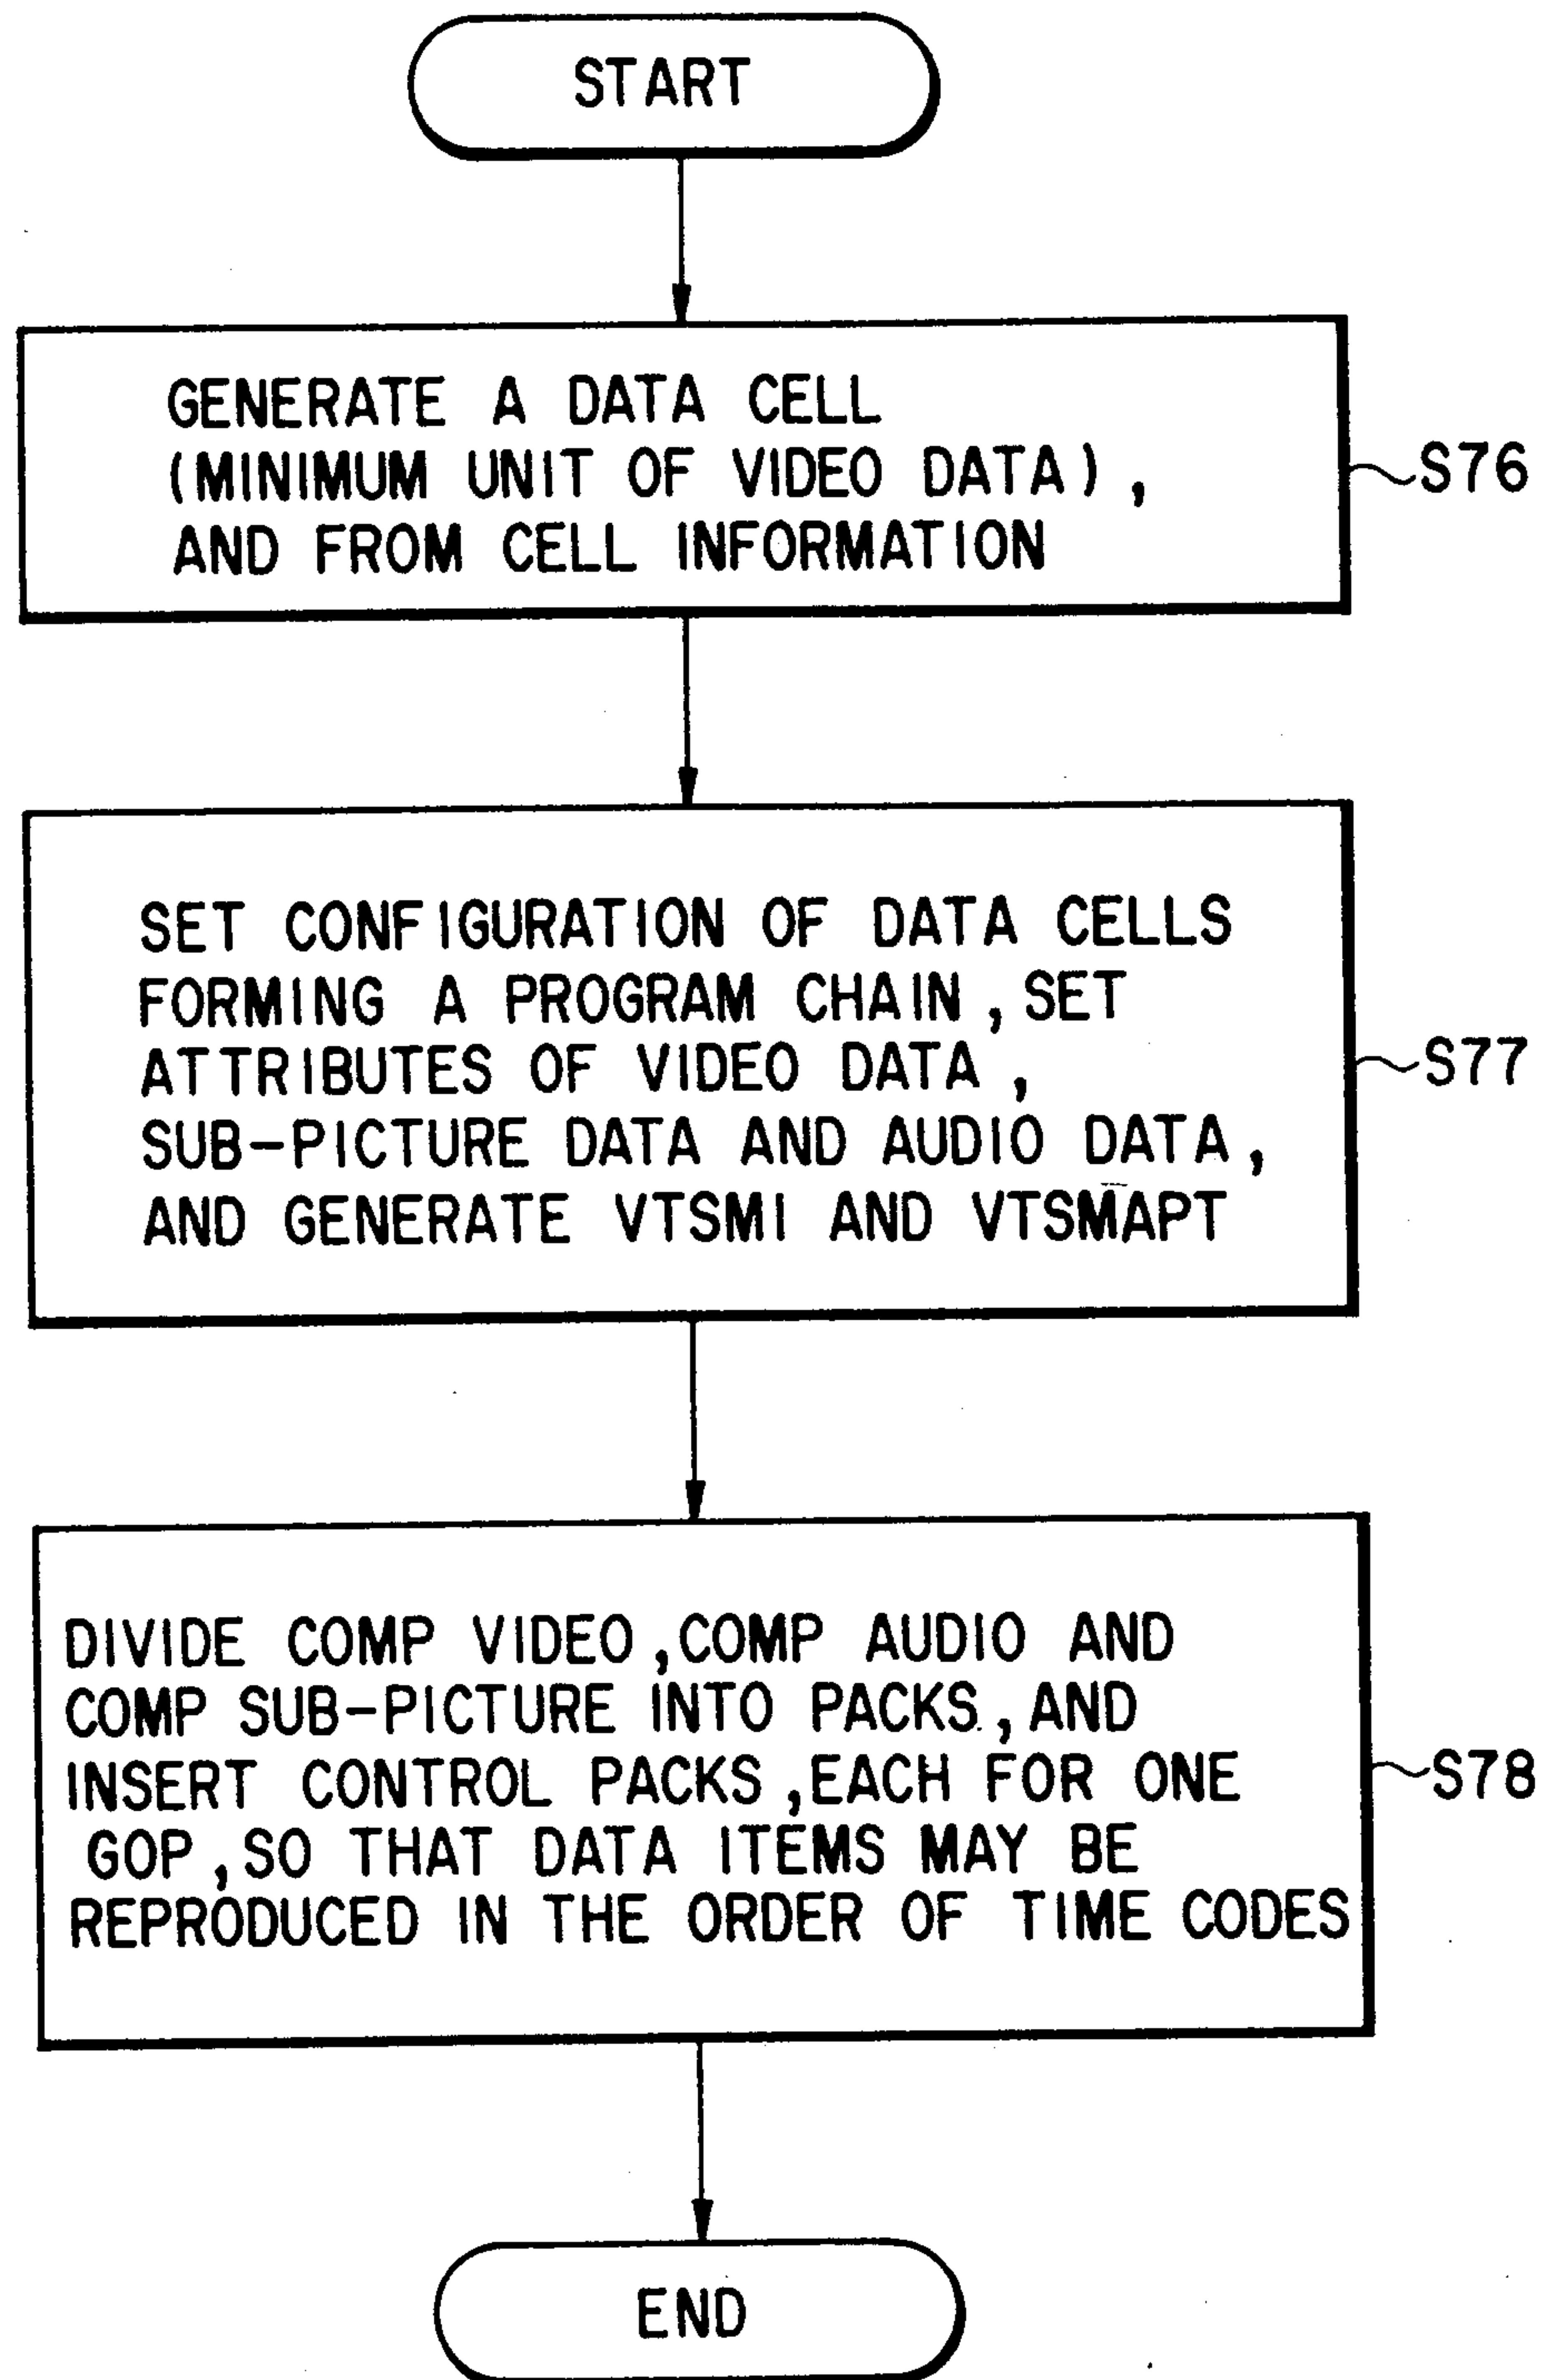 START
GENERATE A DATA CELL
(MINIMUM UNIT OF VIDEO DATA),
AND FROM CELL INFORMATION
S76
SET CONFIGURATION OF DATA CELLS
FORMING A PROGRAM CHAIN, SET
ATTRIBUTES OF VIDEO DATA,
SUB-PICTURE DATA AND AUDIO DATA,
AND GENERATE VTSMI AND VTSMAPT
S77
DIVIDE COMP VIDEO, COMP AUDIO AND
COMP SUB-PICTURE INTO PACKS, AND
INSERT CONTROL PACKS, EACH FOR ONE
GOP, SO THAT DATA ITEMS MAY BE
REPRODUCED IN THE ORDER OF TIME CODES
S78
END